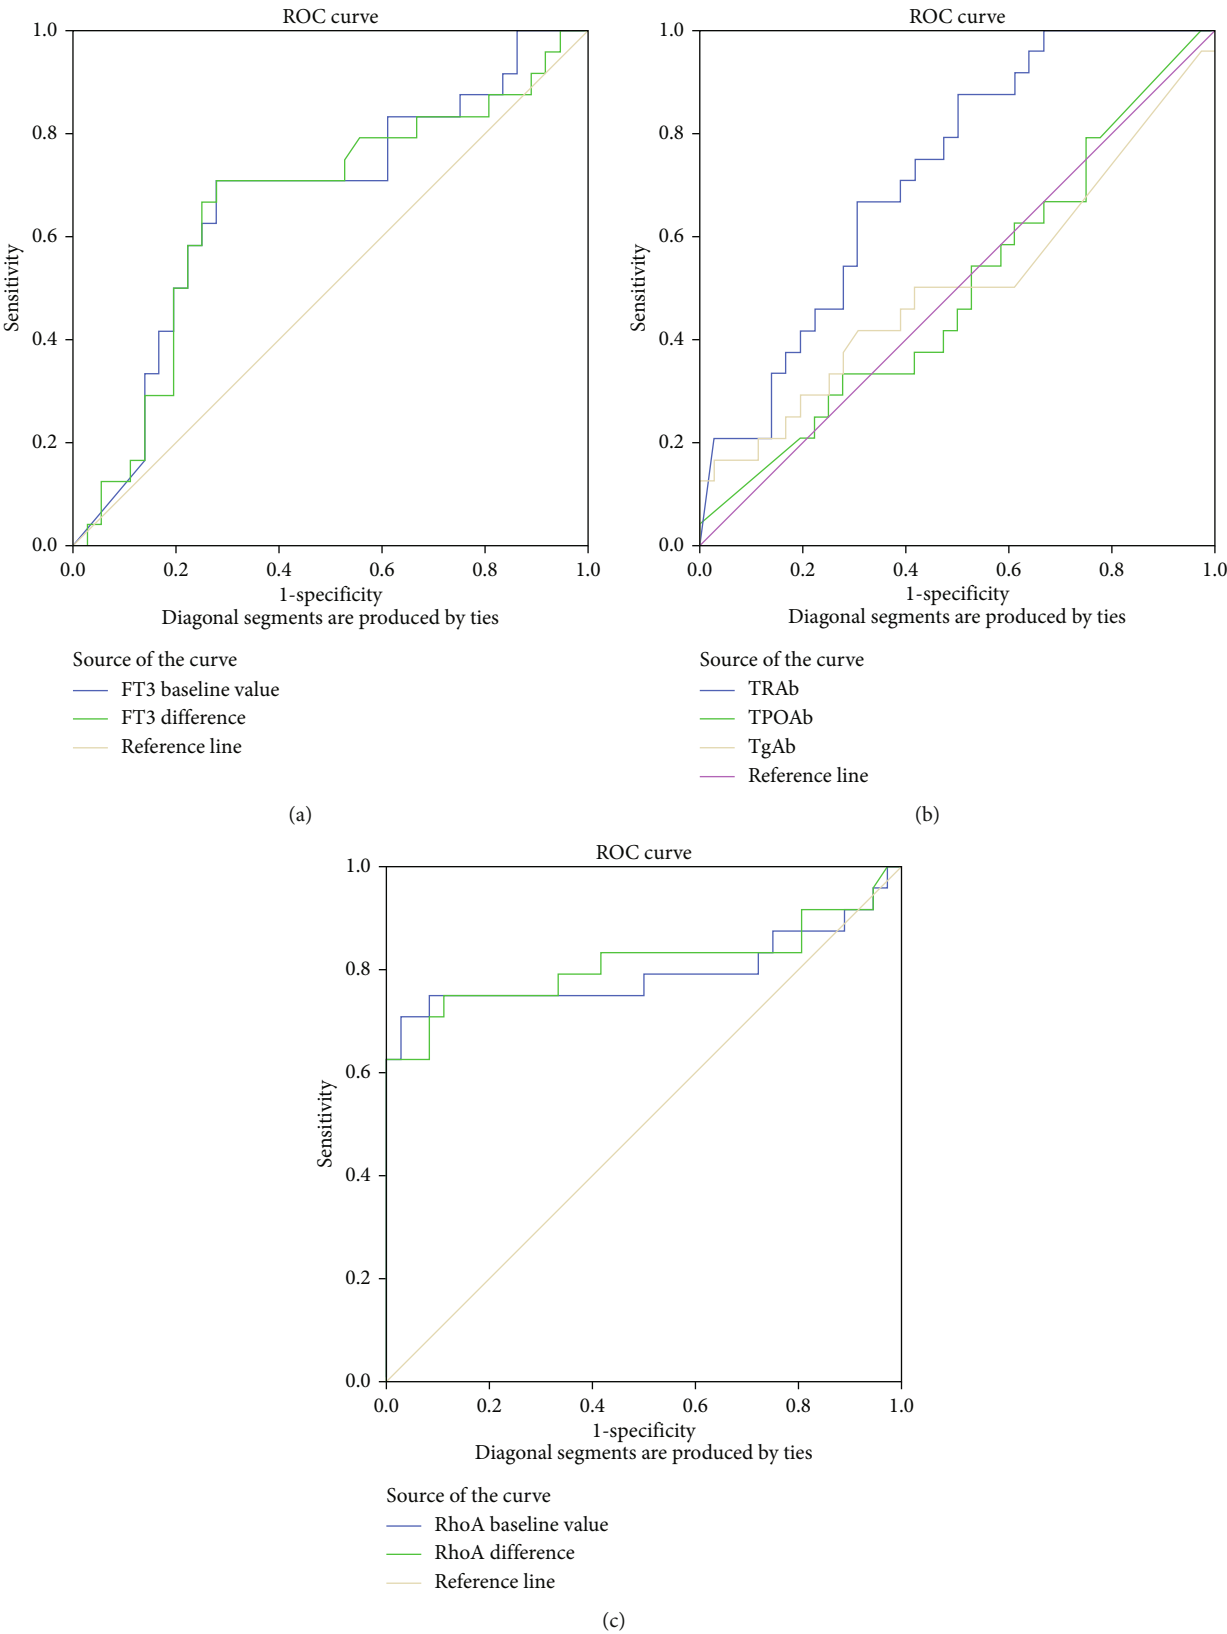 ROC curve
1.0
0.8
0.6
0.4
0.2
0.0
Sensitivity
0.0 0.2 0.4 0.6 0.8 1.0
1-specificity
Diagonal segments are produced by ties
Source of the curve
FT3 baseline value
FT3 difference
Reference line
(a)
ROC curve
1.0
0.8
0.6
0.4
0.2
0.0
Sensitivity
0.0 0.2 0.4 0.6 0.8 1.0
1-specificity
Diagonal segments are produced by ties
Source of the curve
TRAb
TPOAb
TgAb
Reference line
(b)
ROC curve
1.0
0.8
0.6
0.4
0.2
0.0
Sensitivity
0.0 0.2 0.4 0.6 0.8 1.0
1-specificity
Diagonal segments are produced by ties
Source of the curve
RhoA baseline value
RhoA difference
Reference line
(c)